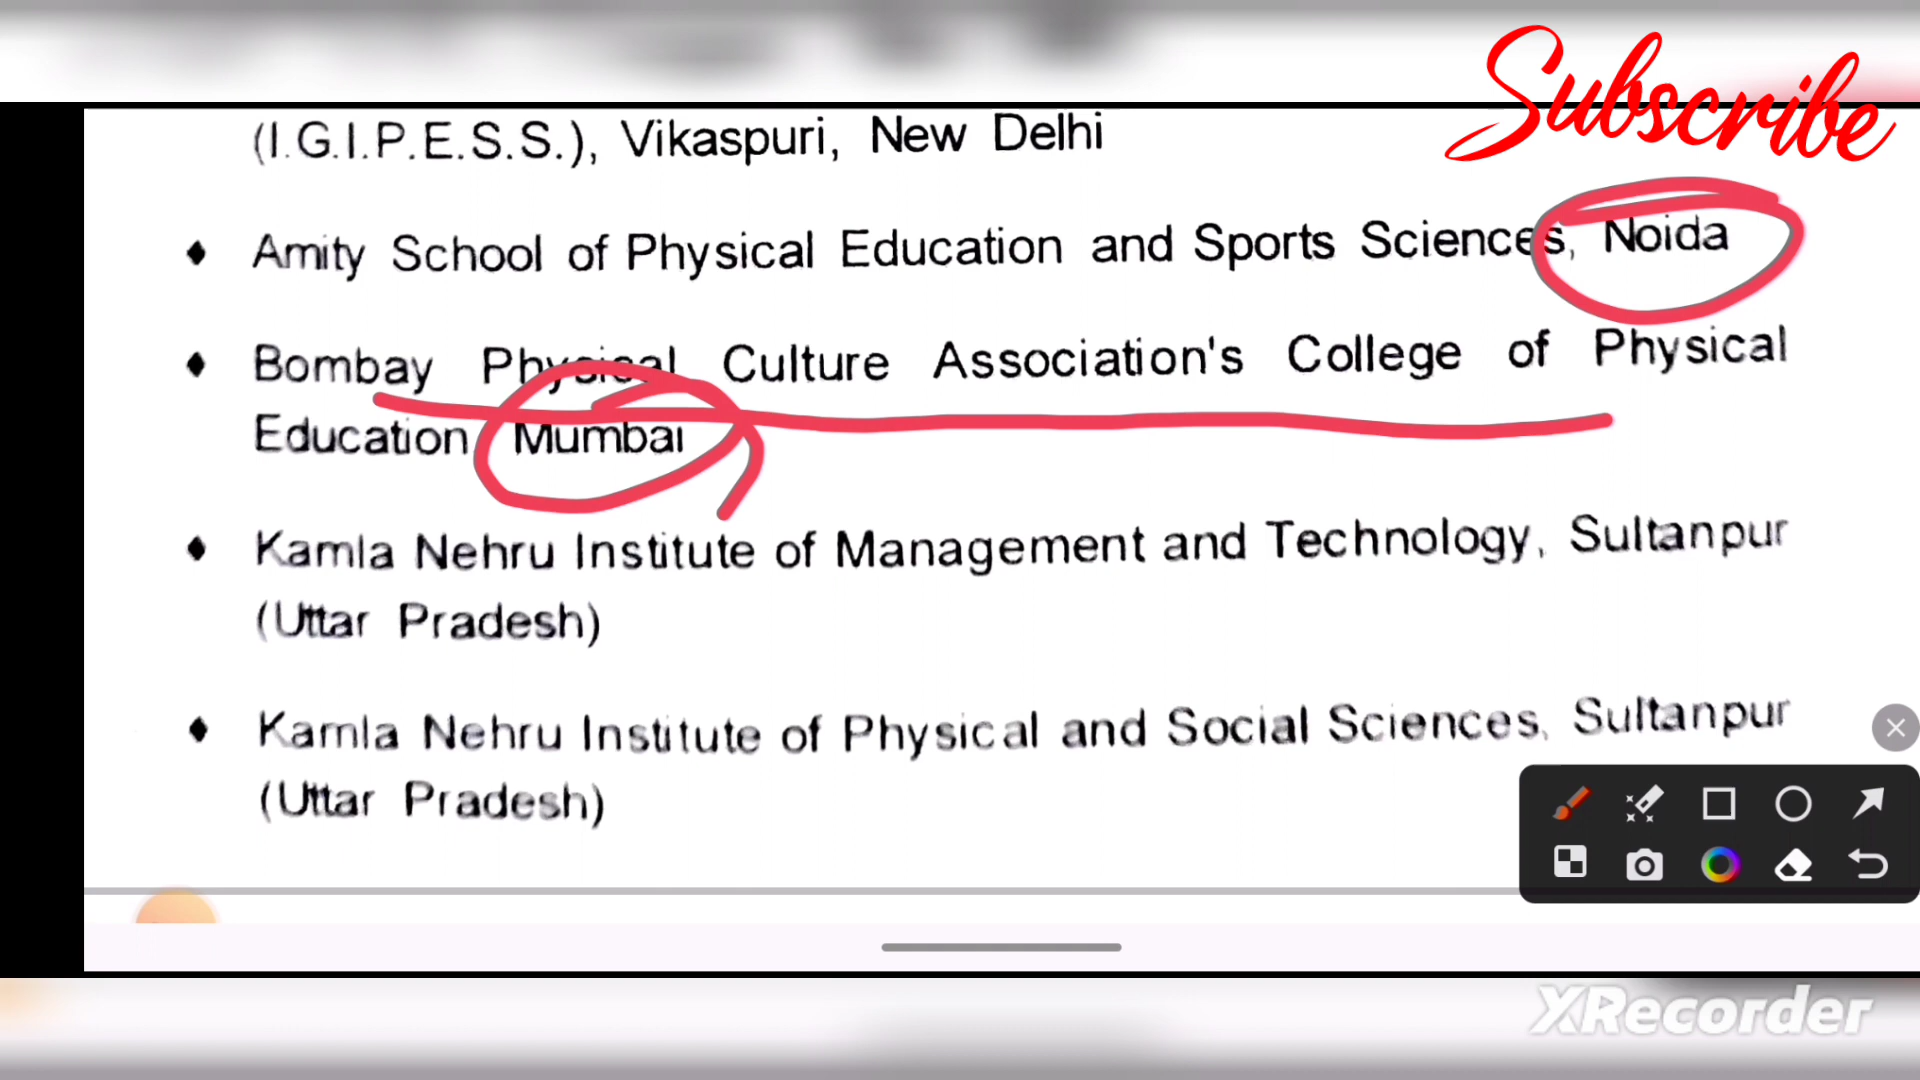 Subscribe
(I.G.I.P.E.S.S.), Vikaspuri, New Delhi
♦ Amity School of Physical Education and Sports Sciences, Noida
♦ Bombay Physical Culture Association's College of Physical
Education Mumbai
♦ Kamla Nehru Institute of Management and Technology, Sultanpur
(Uttar Pradesh)
♦ Kamla Nehru Institute of Physical and Social Sciences, Sultanpur
(Uttar Pradesh)
XRecorder